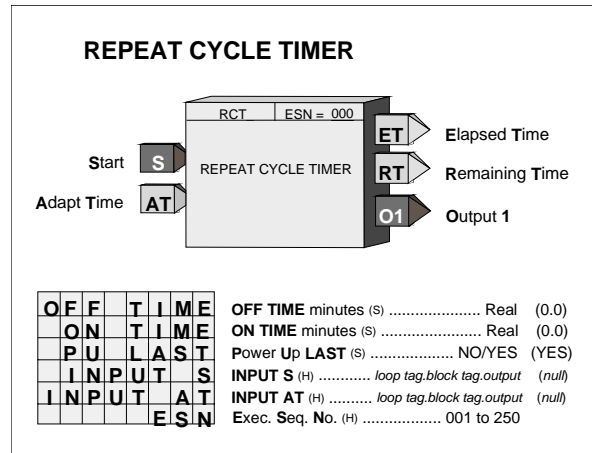 REPEAT CYCLE TIMER
RCT ESN = 000
REPEAT CYCLE TIMER
Start S
Adapt Time AT
ET Elapsed Time
RT Remaining Time
O1 Output 1
OFF TIME OFF TIME minutes (S) ..................... Real (0.0)
ON TIME ON TIME minutes (S) ....................... Real (0.0)
PU LAST Power Up LAST (S) .................. NO/YES (YES)
INPUT S INPUT S (H) ............ loop tag.block tag.output (null)
INPUT AT INPUT AT (H) .......... loop tag.block tag.output (null)
ESN Exec. Seq. No. (H) .................. 001 to 250